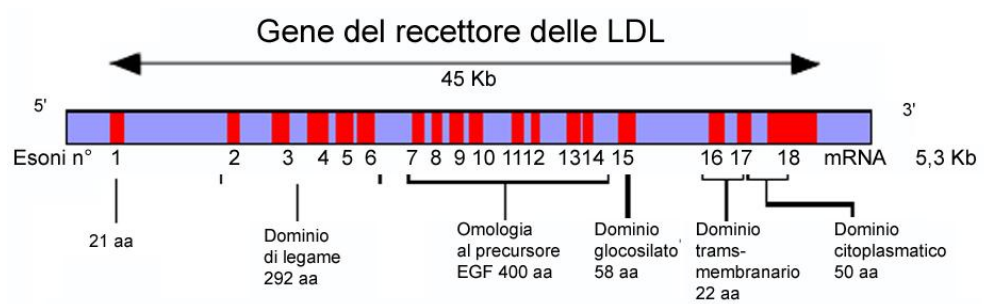 Gene del recettore delle LDL
45 Kb
5'
3'
Esoni n° 1 2 3 4 5 6 7 8 9 10 11 12 13 14 15 16 17 18 mRNA 5,3 Kb
21 aa
Dominio
di legame
292 aa
Omologia
al precursore
EGF 400 aa
Dominio
glocosilato'
58 aa
Dominio
trams-
membranario
22 aa
Dominio
citoplasmatico
50 aa